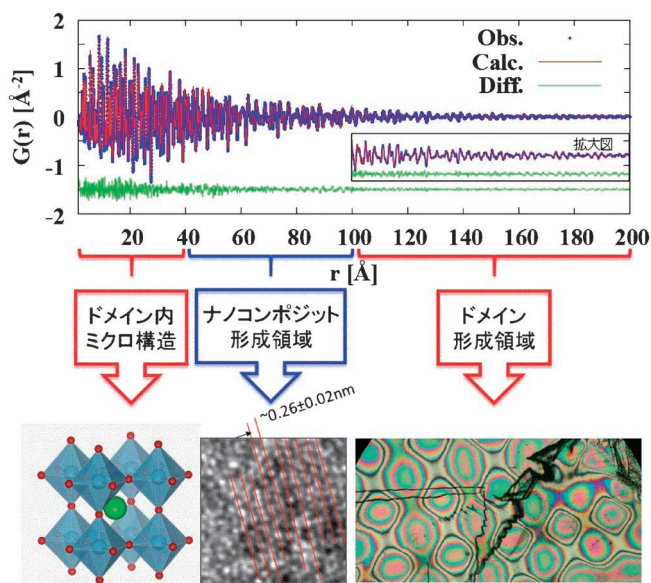 G(r) [Å⁻²]
2
1
0
-1
-2
Obs.
Calc.
Diff.
拡大図
20 40 60 80 100 120 140 160 180 200
r [Å]
ドメイン内
ミクロ構造
ナノコンポジット
形成領域
ドメイン
形成領域
~0.26±0.02nm